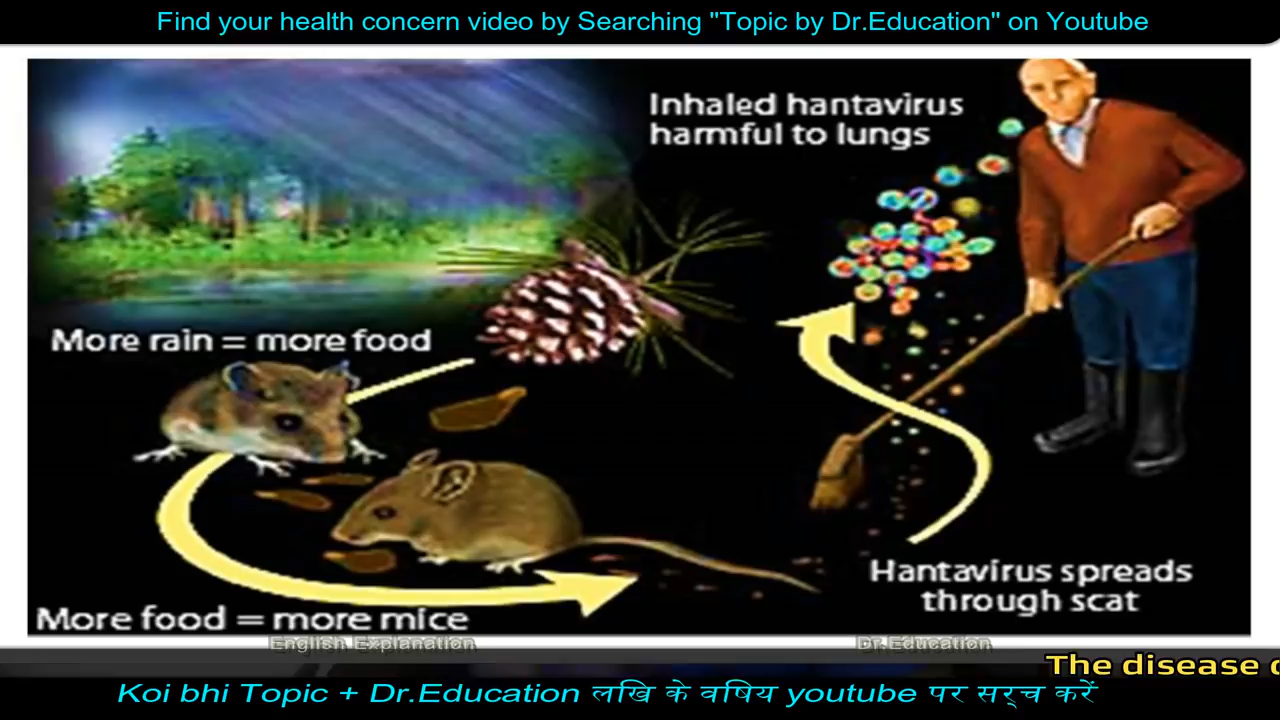 Find your health concern video by Searching "Topic by Dr.Education" on Youtube
Inhaled hantavirus
harmful to lungs
More rain = more food
Hantavirus spreads
through scat
More food = more mice
English Explanation
Dr.Education
The disease
Koi bhi Topic + Dr.Education लखि के वषिय youtube पर सर्च करें